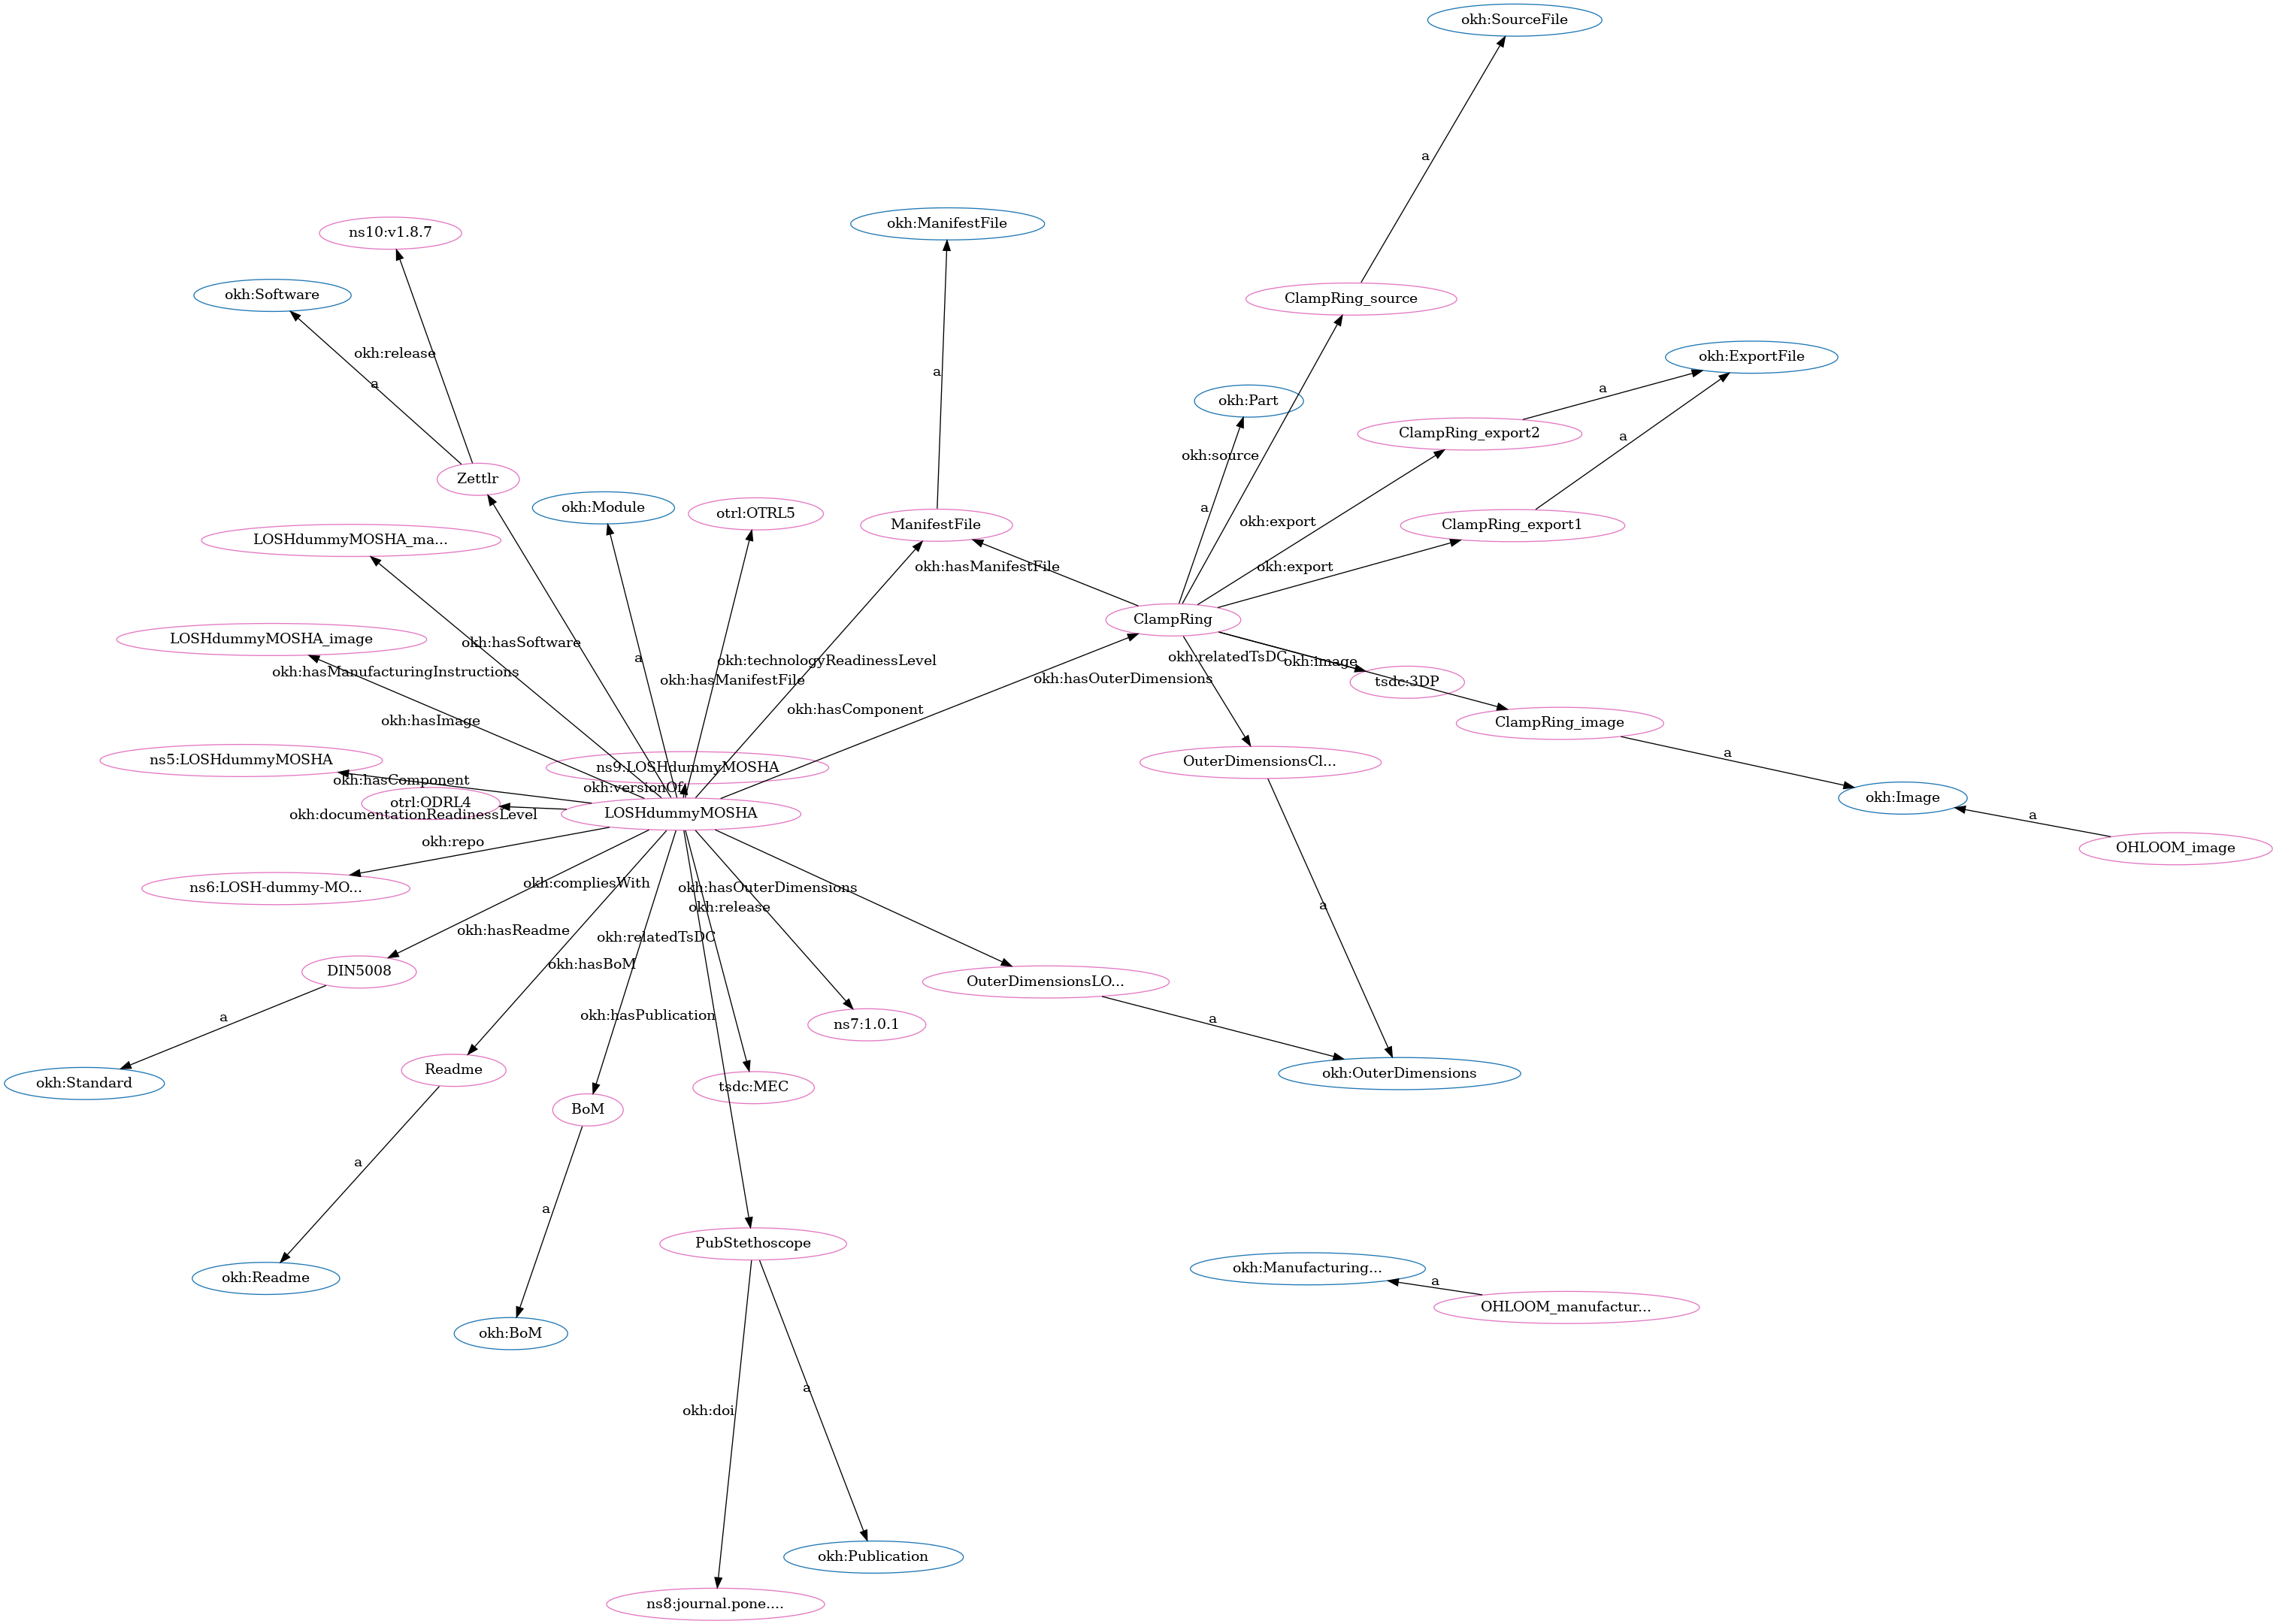 okh:SourceFile
a
okh:ManifestFile
ns10:v1.8.7
okh:Software
ClampRing_source
okh:release
okh:ExportFile
a
a
a
okh:Part
ClampRing_export2
a
okh:source
Zettlr
okh:Module
otrl:OTRL5
a
okh:export
ManifestFile
ClampRing_export1
LOSHdummyMOSHA_ma...
okh:hasManifestFile
okh:export
ClampRing
LOSHdummyMOSHA_image
okh:hasSoftware
a
okh:technologyReadinessLevel
okh:relatedTsDC
okh:image
okh:hasManufacturingInstructions
okh:hasManifestFile
okh:hasOuterDimensions
tsdc:3DP
okh:hasImage
okh:hasComponent
ClampRing_image
a
ns5:LOSHdummyMOSHA
ns9:LOSHdummyMOSHA
OuterDimensionsCl...
okh:hasComponent
okh:versionOf
okh:Image
otrl:ODRL4
okh:documentationReadinessLevel
LOSHdummyMOSHA
a
okh:repo
OHLOOM_image
ns6:LOSH-dummy-MO...
okh:compliesWith
okh:hasOuterDimensions
okh:release
a
okh:hasReadme
okh:relatedTsDC
okh:hasBoM
DIN5008
OuterDimensionsLO...
a
okh:hasPublication
ns7:1.0.1
a
okh:Standard
Readme
tsdc:MEC
okh:OuterDimensions
BoM
a
a
PubStethoscope
okh:Readme
okh:Manufacturing...
a
OHLOOM_manufactur...
okh:BoM
a
okh:doi
okh:Publication
ns8:journal.pone....